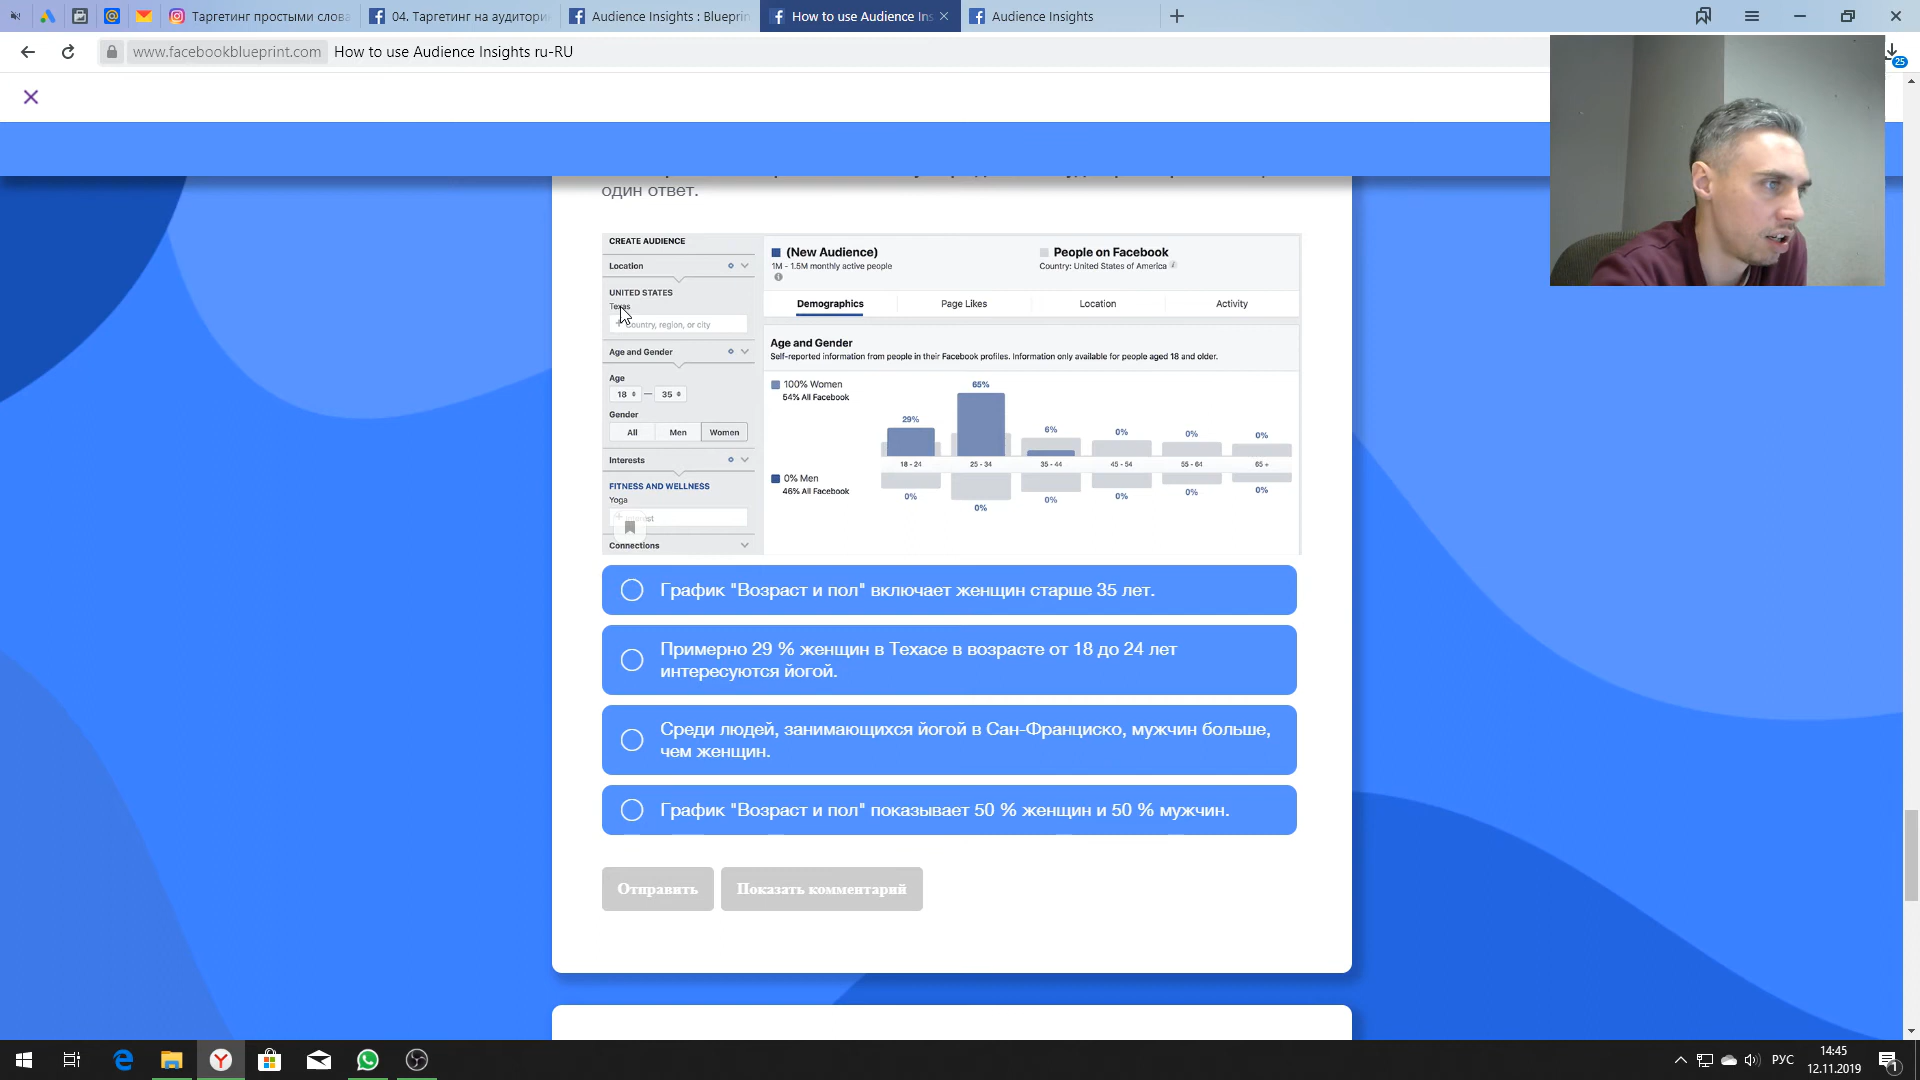 Таргетинг простыми слова
04. Таргетинг на аудитори
Audience Insights : Blueprin
How to use Audience Ins
Audience Insights
www.facebookblueprint.com
How to use Audience Insights ru-RU
25
один ответ.
CREATE AUDIENCE
Location
UNITED STATES
Texas
Country, region, or city
Age and Gender
Age
18 — 35
Gender
All Men Women
Interests
FITNESS AND WELLNESS
Yoga
Connections
(New Audience)
1M - 1.5M monthly active people
People on Facebook
Country: United States of America
Demographics Page Likes Location Activity
Age and Gender
Self-reported information from people in their Facebook profiles. Information only available for people aged 18 and older.
100% Women
54% All Facebook
29% 65% 6% 0% 0% 0%
18 - 24 25 - 34 35 - 44 45 - 54 55 - 64 65 +
0% Men
46% All Facebook
0% 0% 0% 0% 0% 0%
График "Возраст и пол" включает женщин старше 35 лет.
Примерно 29 % женщин в Техасе в возрасте от 18 до 24 лет
интересуются йогой.
Среди людей, занимающихся йогой в Сан-Франциско, мужчин больше,
чем женщин.
График "Возраст и пол" показывает 50 % женщин и 50 % мужчин.
Отправить
Показать комментарий
РУС
14:45
12.11.2019
1